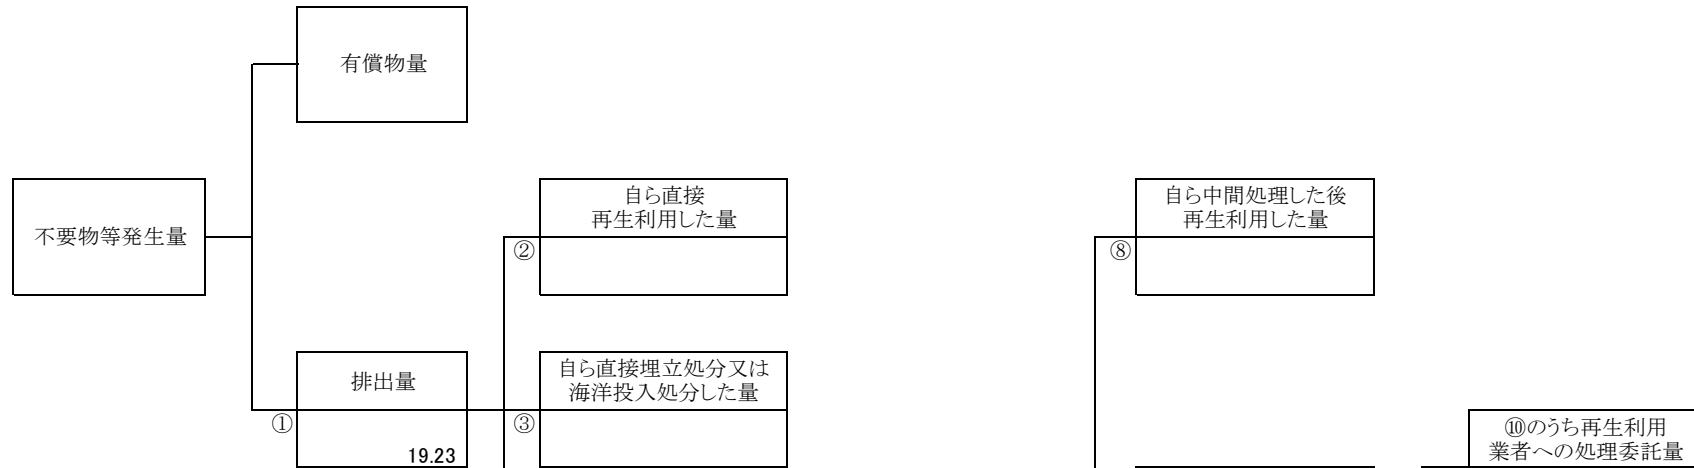 有償物量
不要物等発生量
自ら直接
再生利用した量
②
自ら中間処理した後
再生利用した量
⑧
排出量
①
19.23
自ら直接埋立処分又は
海洋投入処分した量
③
⑩のうち再生利用
業者への処理委託量